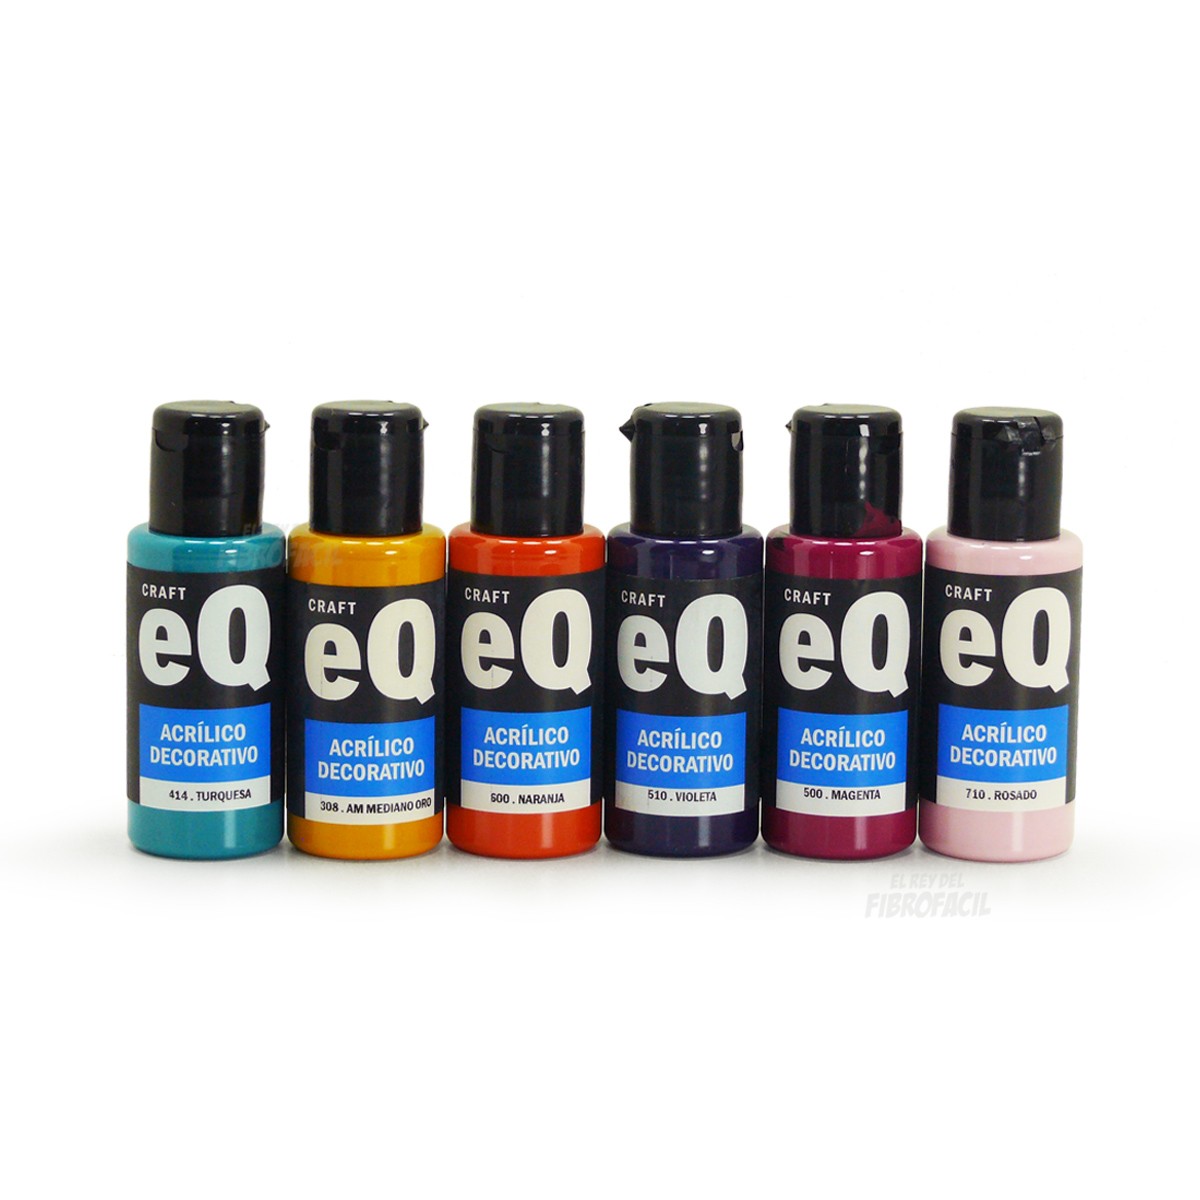 CRAFT
eQ
ACRÍLICO
DECORATIVO
414 . TURQUESA
CRAFT
eQ
ACRÍLICO
DECORATIVO
308 . AM MEDIANO ORO
CRAFT
eQ
ACRÍLICO
DECORATIVO
600 . NARANJA
CRAFT
eQ
ACRÍLICO
DECORATIVO
510 . VIOLETA
CRAFT
eQ
ACRÍLICO
DECORATIVO
500 . MAGENTA
CRAFT
eQ
ACRÍLICO
DECORATIVO
710 . ROSADO
EL REY DEL
FIBROFACIL